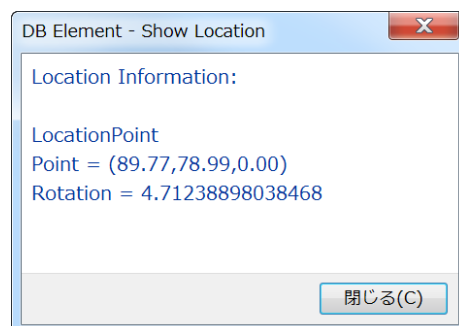 DB Element - Show Location
Location Information:
LocationPoint
Point = (89.77,78.99,0.00)
Rotation = 4.71238898038468
閉じる(C)